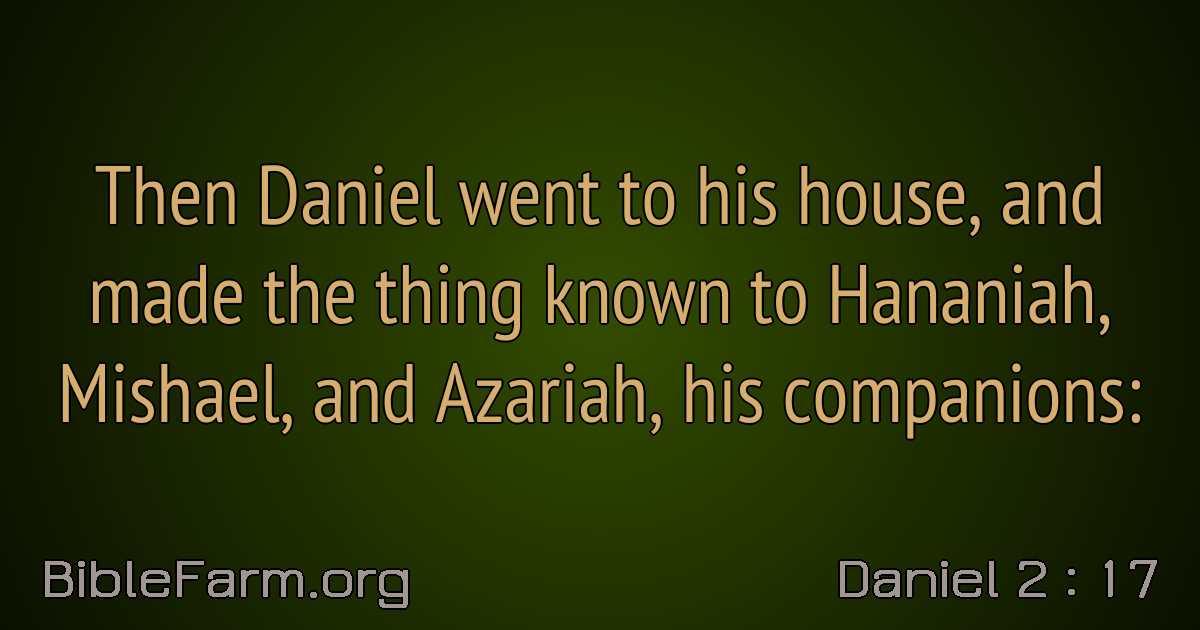 Then Daniel went to his house, and
made the thing known to Hananiah,
Mishael, and Azariah, his companions:
BibleFarm.org
Daniel 2 : 17